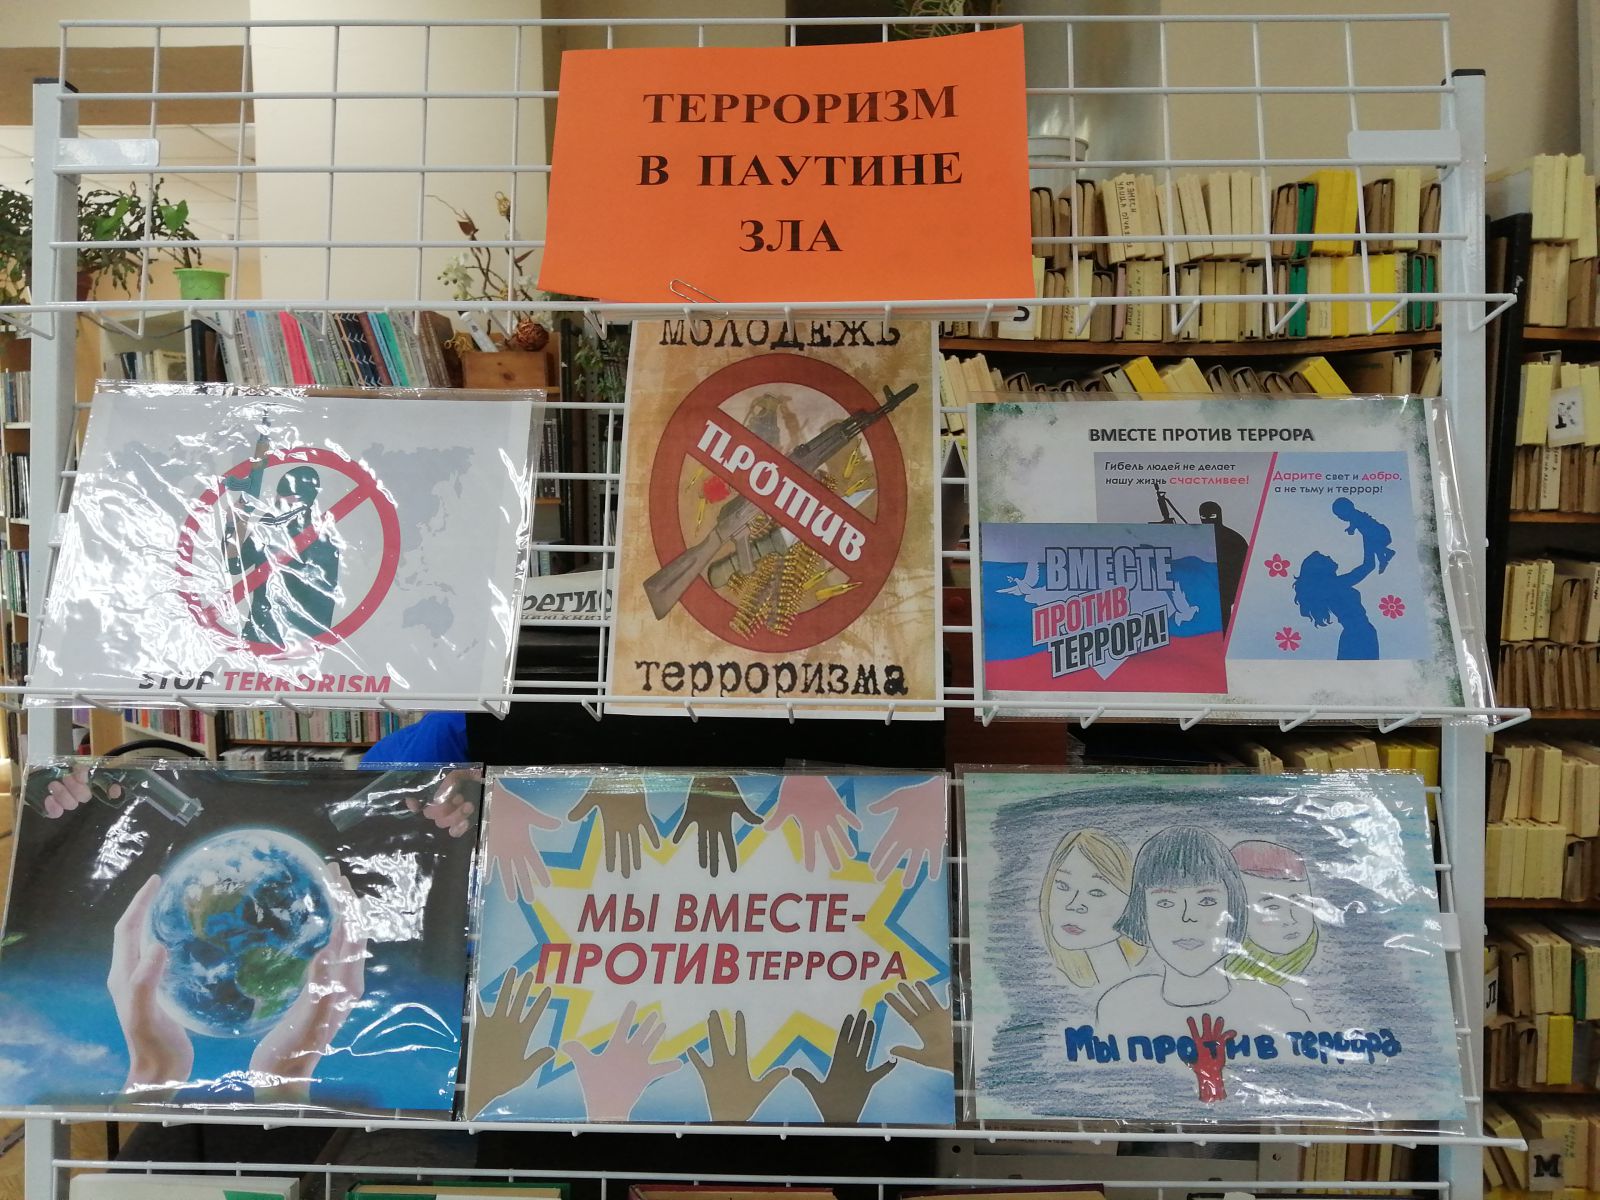 ТЕРРОРИЗМ
В ПАУТИНЕ
ЗЛА
МОЛОДЕЖЬ
ПРОТИВ
терроризма
STOP TERRORISM
ВМЕСТЕ ПРОТИВ ТЕРРОРА
Гибель людей не делает
нашу жизнь счастливее!
Дарите свет и добро,
а не тьму и террор!
ВМЕСТЕ
ПРОТИВ
ТЕРРОРА!
МЫ ВМЕСТЕ-
ПРОТИВ ТЕРРОРА
Мы против террора
К
Л
М